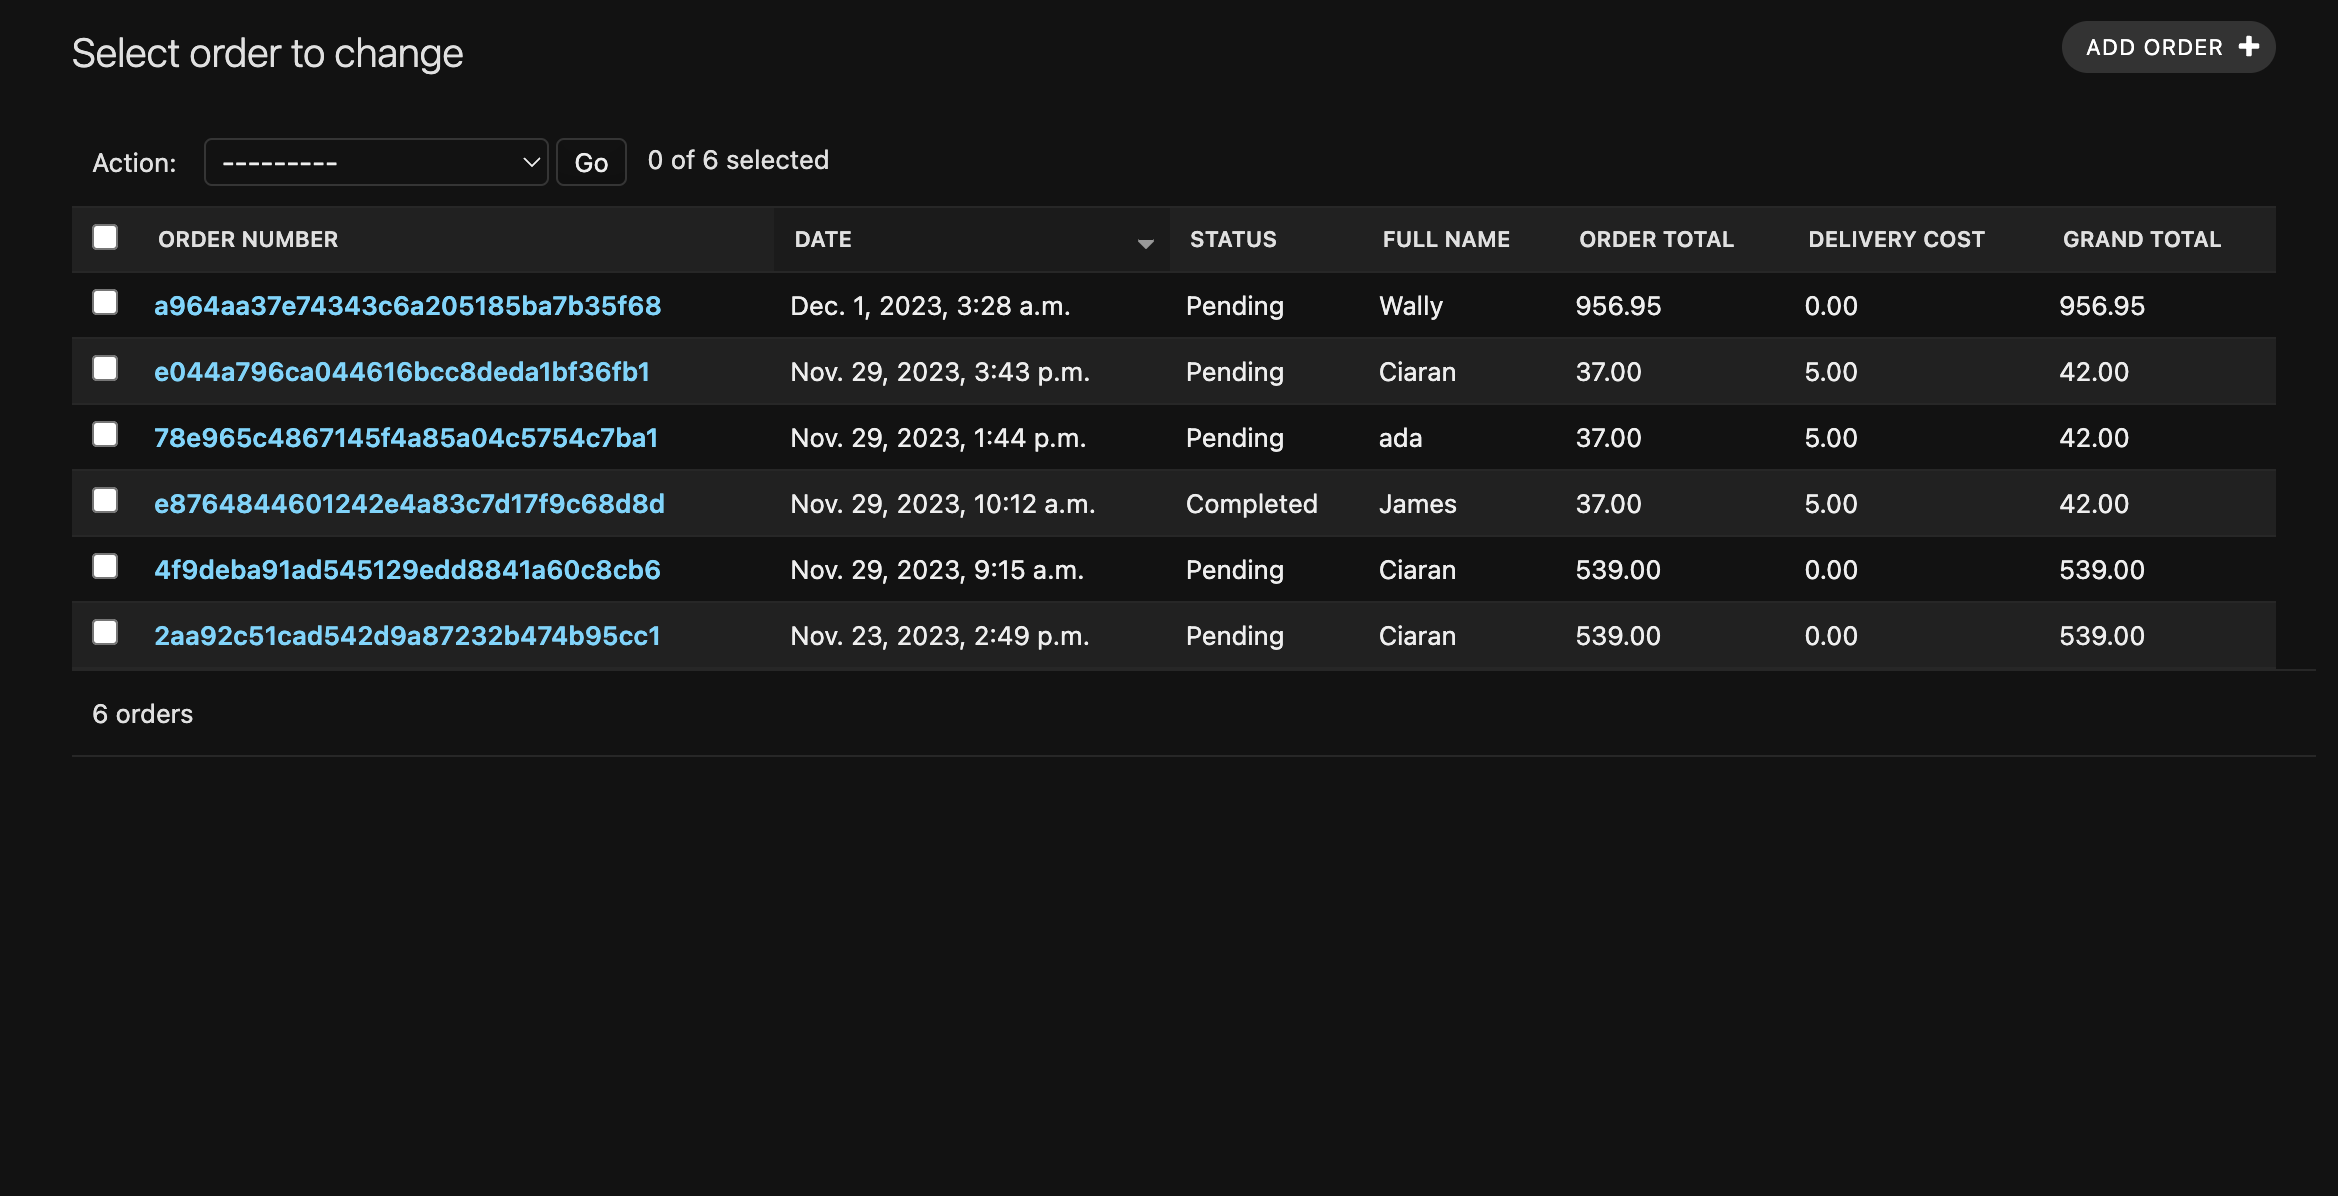 Select order to change
ADD ORDER
Action: --------- Go 0 of 6 selected
ORDER NUMBER DATE STATUS FULL NAME ORDER TOTAL DELIVERY COST GRAND TOTAL
a964aa37e74343c6a205185ba7b35f68 Dec. 1, 2023, 3:28 a.m. Pending Wally 956.95 0.00 956.95
e044a796ca044616bcc8deda1bf36fb1 Nov. 29, 2023, 3:43 p.m. Pending Ciaran 37.00 5.00 42.00
78e965c4867145f4a85a04c5754c7ba1 Nov. 29, 2023, 1:44 p.m. Pending ada 37.00 5.00 42.00
e8764844601242e4a83c7d17f9c68d8d Nov. 29, 2023, 10:12 a.m. Completed James 37.00 5.00 42.00
4f9deba91ad545129edd8841a60c8cb6 Nov. 29, 2023, 9:15 a.m. Pending Ciaran 539.00 0.00 539.00
2aa92c51cad542d9a87232b474b95cc1 Nov. 23, 2023, 2:49 p.m. Pending Ciaran 539.00 0.00 539.00
6 orders